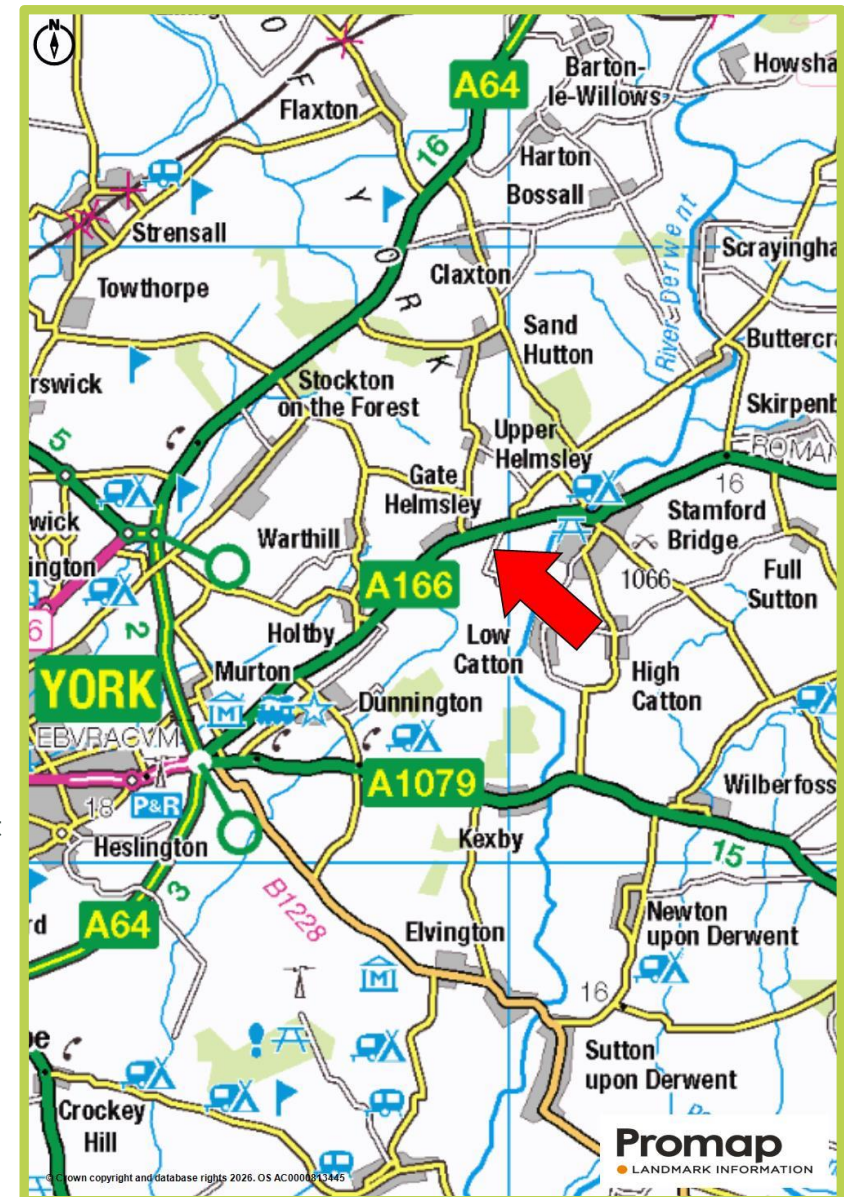 N
Barton-
le-Willows
Howsha
A64
Flaxton
F
O
16
Harton
Bossall
Y
Strensall
O
Scrayingha
Claxton
River Derwent
Towthorpe
R
Sand
Hutton
K
Buttercr
rswick
Stockton
on the Forest
Skirpenb
5
Upper
Helmsley
ROMAN
Gate
Helmsley
16
wick
Stamford
Bridge
Warthill
ington
A166
1066
Full
Sutton
6
2
Holtby
Low
Catton
Murton
High
Catton
YORK
Dunnington
EBVRACVM
M
A1079
Wilberfoss
18
P&R
Kexby
Heslington
15
3
B1228
Newton
upon Derwent
rd
A64
Elvington
M
16
Sutton
upon Derwent
Crockey
Hill
Promap
LANDMARK INFORMATION
© Crown copyright and database rights 2026. OS AC0000813445